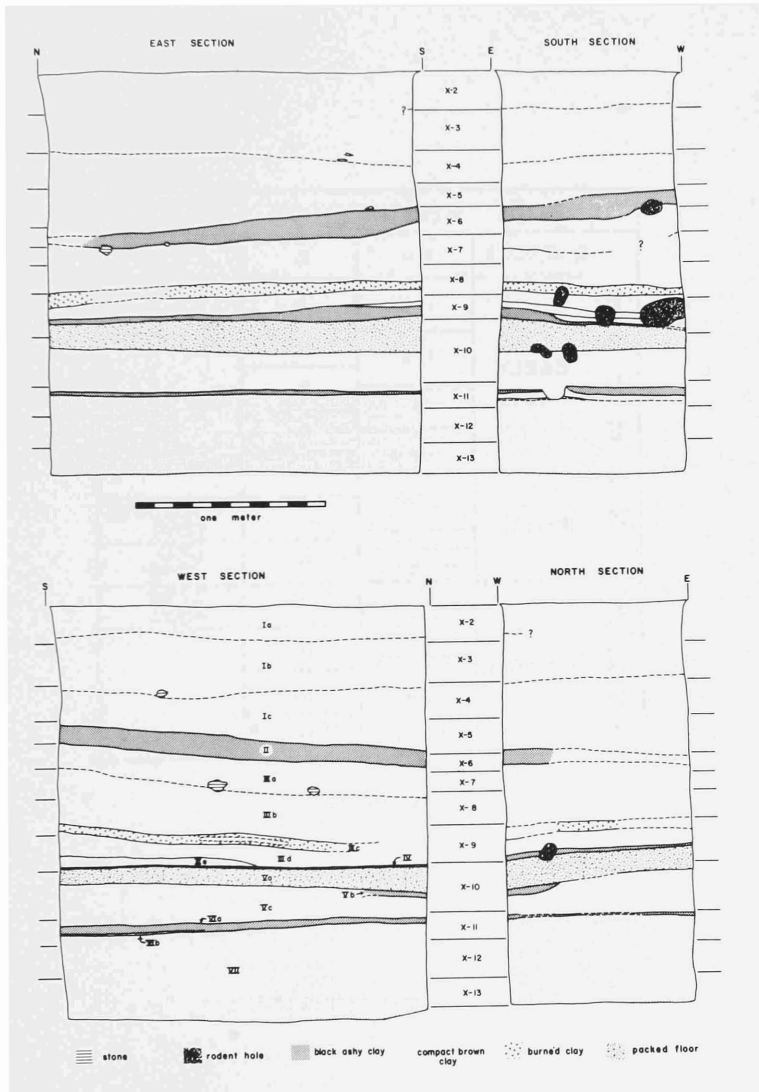 EAST SECTION
SOUTH SECTION
N
S
E
W
X-2
?
X-3
X-4
X-5
X-6
X-7
?
X-8
X-9
X-10
X-11
X-12
X-13
one meter
WEST SECTION
NORTH SECTION
S
N
W
E
Ia
X-2
?
Ib
X-3
X-4
Ic
X-5
II
X-6
IIIa
X-7
IIIb
X-8
IIIc
X-9
IIIe
IIId
IV
Va
X-10
Vb
Vc
VIa
X-11
VIb
X-12
VII
X-13
stone
rodent hole
black ashy clay
compact brown
clay
burned clay
packed floor